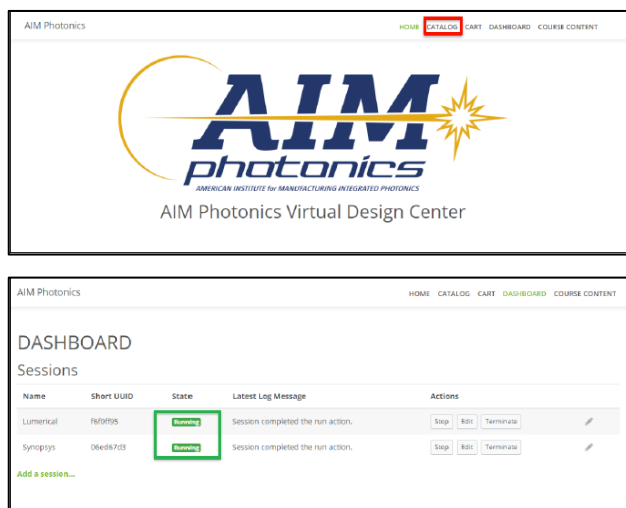 AIM Photonics HOME CATALOG CART DASHBOARD COURSE CONTENT
AIM
photonics
AMERICAN INSTITUTE for MANUFACTURING INTEGRATED PHOTONICS
AIM Photonics Virtual Design Center
AIM Photonics HOME CATALOG CART DASHBOARD COURSE CONTENT
DASHBOARD
Sessions
Name Short UUID State Latest Log Message Actions
Lumerical f6f0ff95 Running Session completed the run action. Stop Edit Terminate
Synopsys 06ed67d3 Running Session completed the run action. Stop Edit Terminate
Add a session...